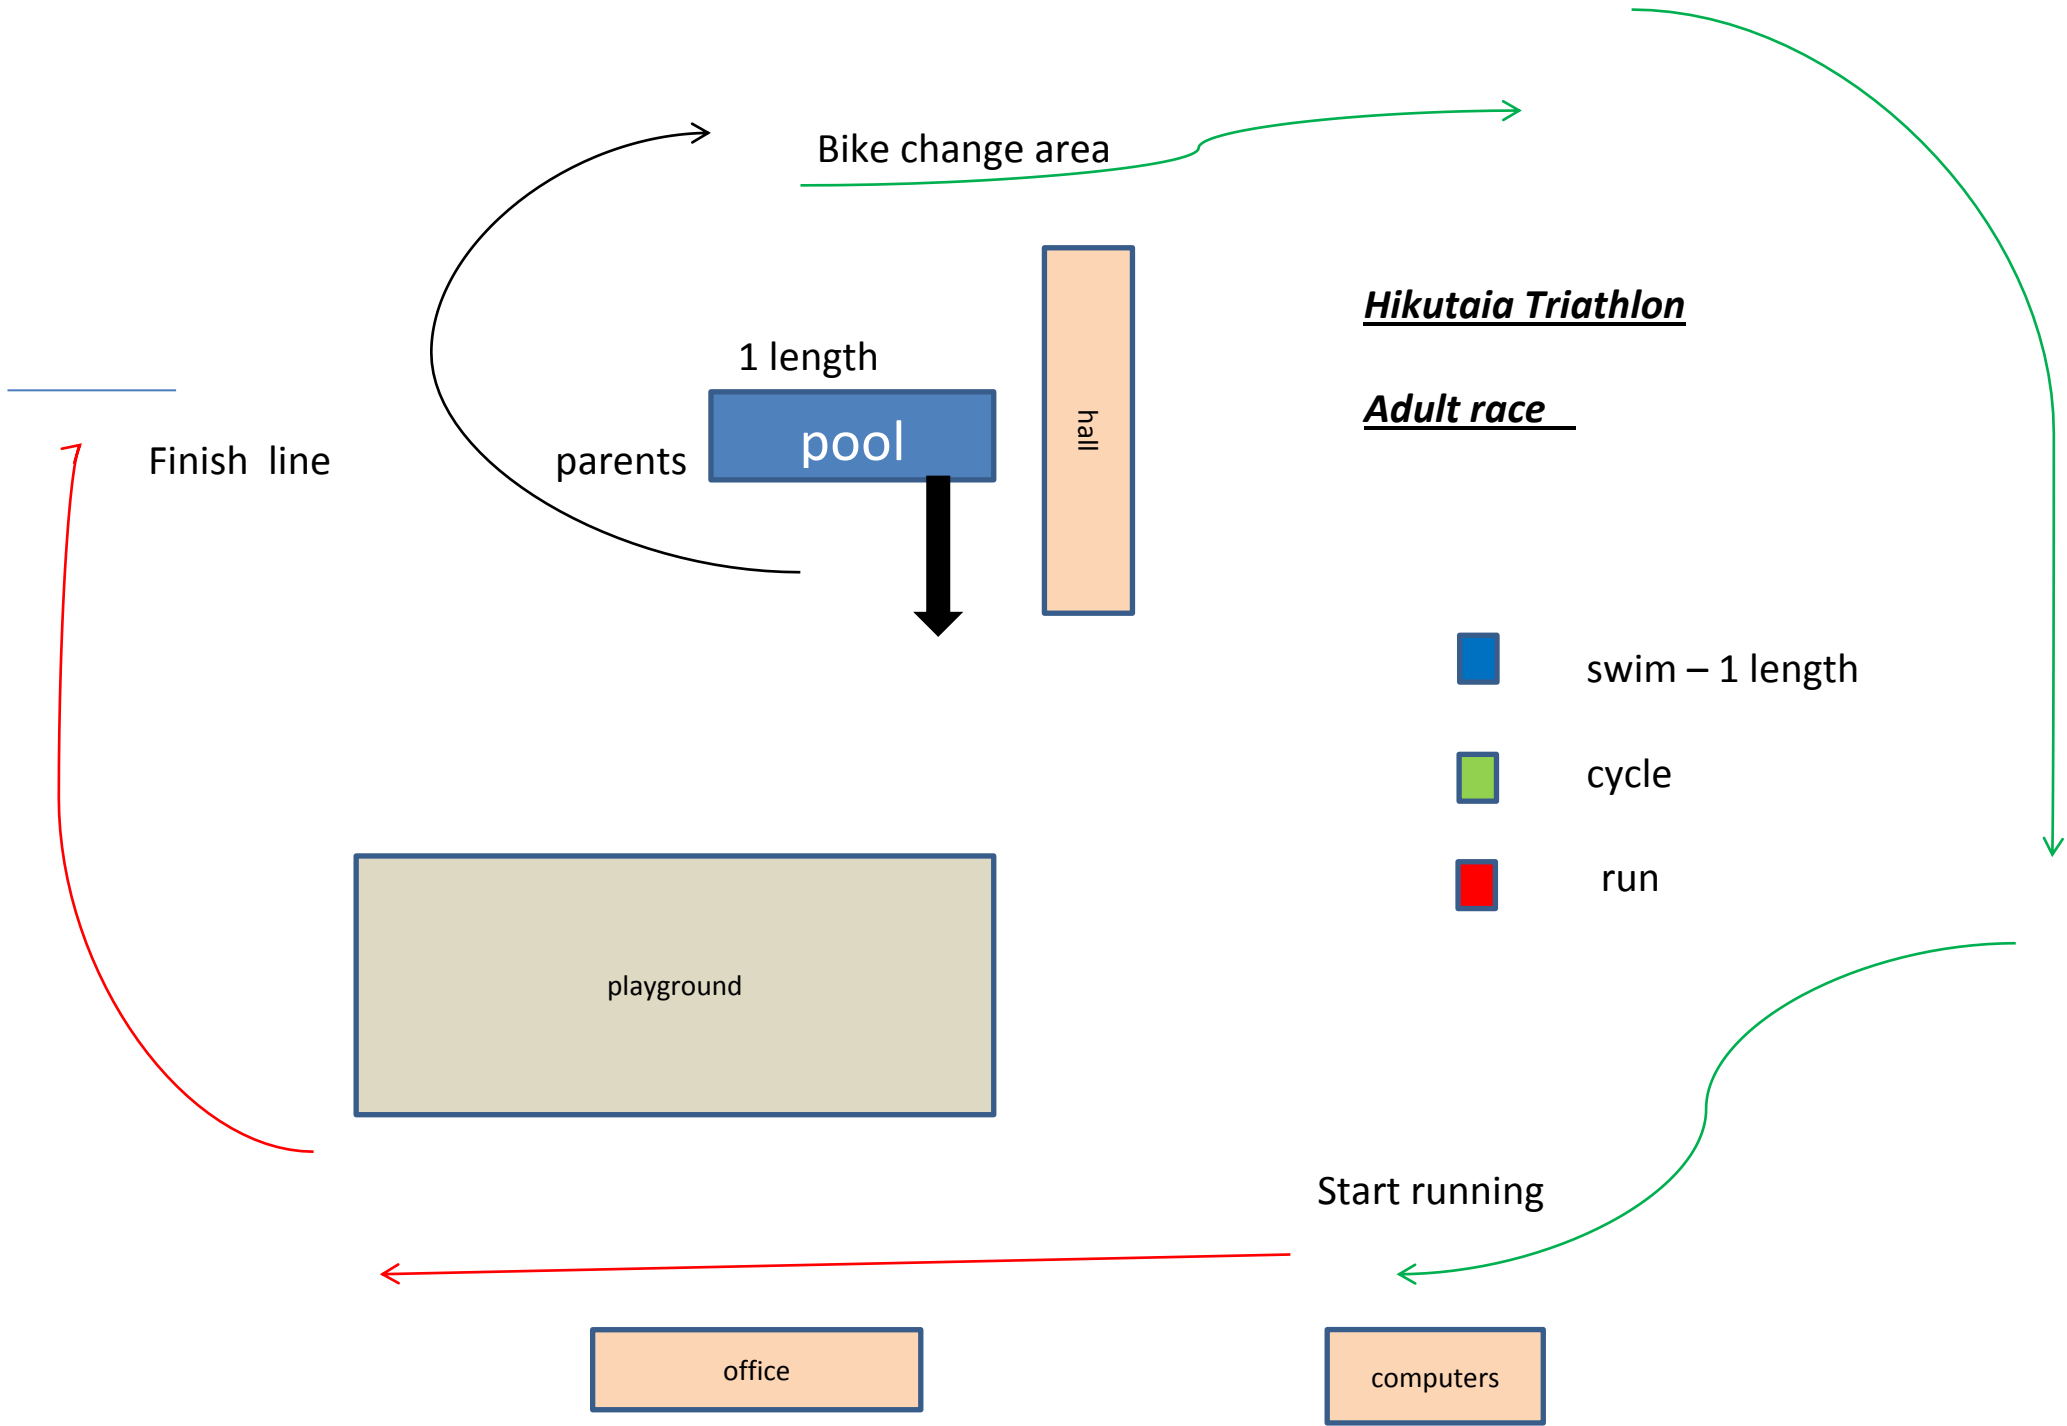 Bike change area
Hikutaia Triathlon
1 length
Adult race
hall
pool
Finish  line
parents
swim – 1 length
cycle
run
playground
Start running
office
computers